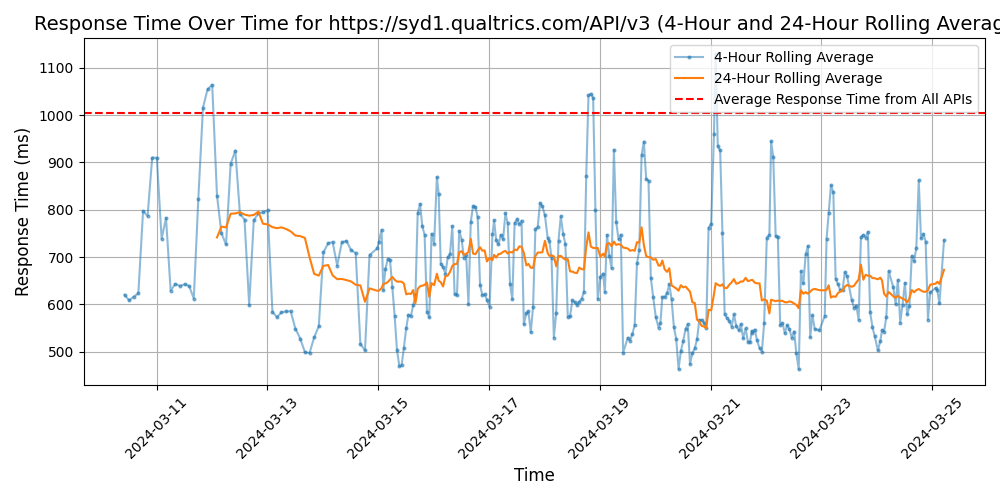 Response Time Over Time for https://syd1.qualtrics.com/API/v3 (4-Hour and 24-Hour Rolling Averag
4-Hour Rolling Average
24-Hour Rolling Average
Average Response Time from All APIs
Response Time (ms)
1100
1000
900
800
700
600
500
2024-03-11
2024-03-13
2024-03-15
2024-03-17
2024-03-19
2024-03-21
2024-03-23
2024-03-25
Time